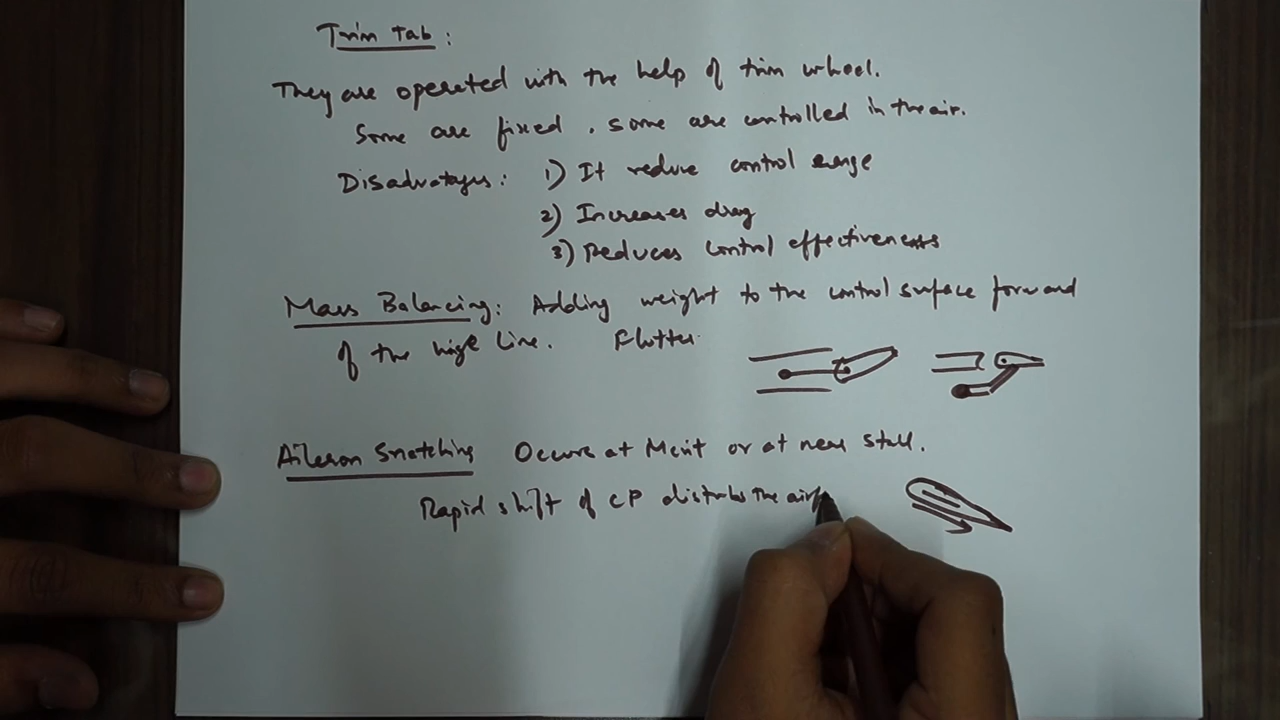 Trim Tab :
They are operated with the help of trim wheel.
Some are fixed, some are controlled in the air.
Disadvatages : 1) It reduce control range
2) Increases drag
3) Reduces control effectiveness
Mass Balancing : Adding weight to the control surface forward
of the hinge line. Flutter
Aileron Snatching Occurs at or at near stall.
Rapid shift of CP disturbs the